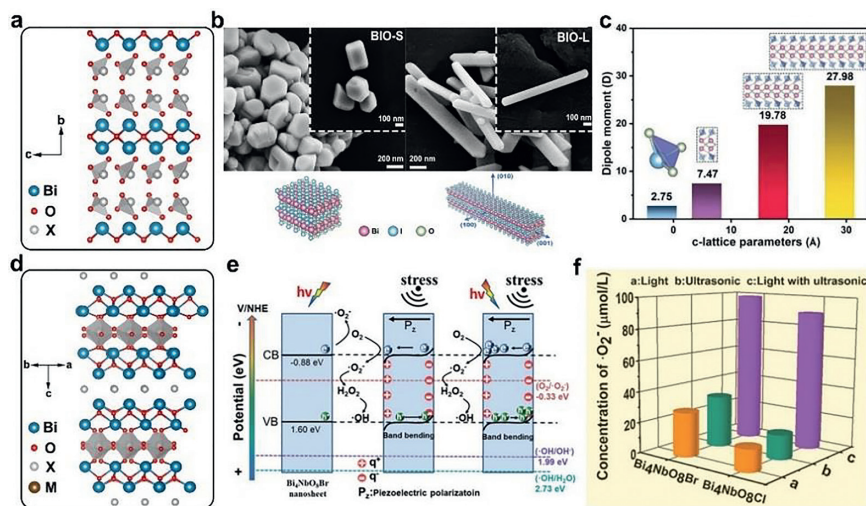 a
b
c
Bi
O
X
b
BIO-S
100 nm
200 nm
BIO-L
100 nm
200 nm
(010)
(100)
(001)
Bi
I
O
c
Dipole moment (D)
40
30
20
10
0
2.75
7.47
19.78
27.98
0
10
20
30
c-lattice parameters (Å)
d
b
a
c
Bi
O
X
M
e
hv
stress
hv
stress
V/NHE
-
Potential (eV)
+
CB
VB
-0.88 eV
1.60 eV
·O₂⁻
O₂
·O₂⁻
H₂O₂
·OH
Pz
Band bending
O₂
·O₂⁻
H₂O₂
·OH
Pz
Band bending
(O₂/·O₂⁻)
-0.33 eV
(·OH/OH⁻)
1.99 eV
(·OH/H₂O)
2.73 eV
Bi₄NbO₈Br
nanosheet
q⁺
q⁻
Pz:Piezoelectric polarizatoin
f
a:Light b:Ultrasonic c:Light with ultrasonic
Concentration of ·O₂⁻ (μmol/L)
100
80
60
40
20
0
Bi₄NbO₈Br
Bi₄NbO₈Cl
a
b
c